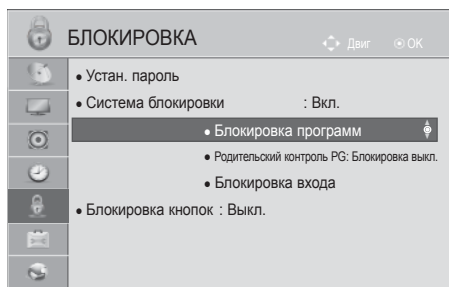 БЛОКИРОВКА
Двиг ОК
• Устан. пароль
• Система блокировки : Вкл.
• Блокировка программ
• Родительский контроль PG: Блокировка выкл.
• Блокировка входа
• Блокировка кнопок : Выкл.